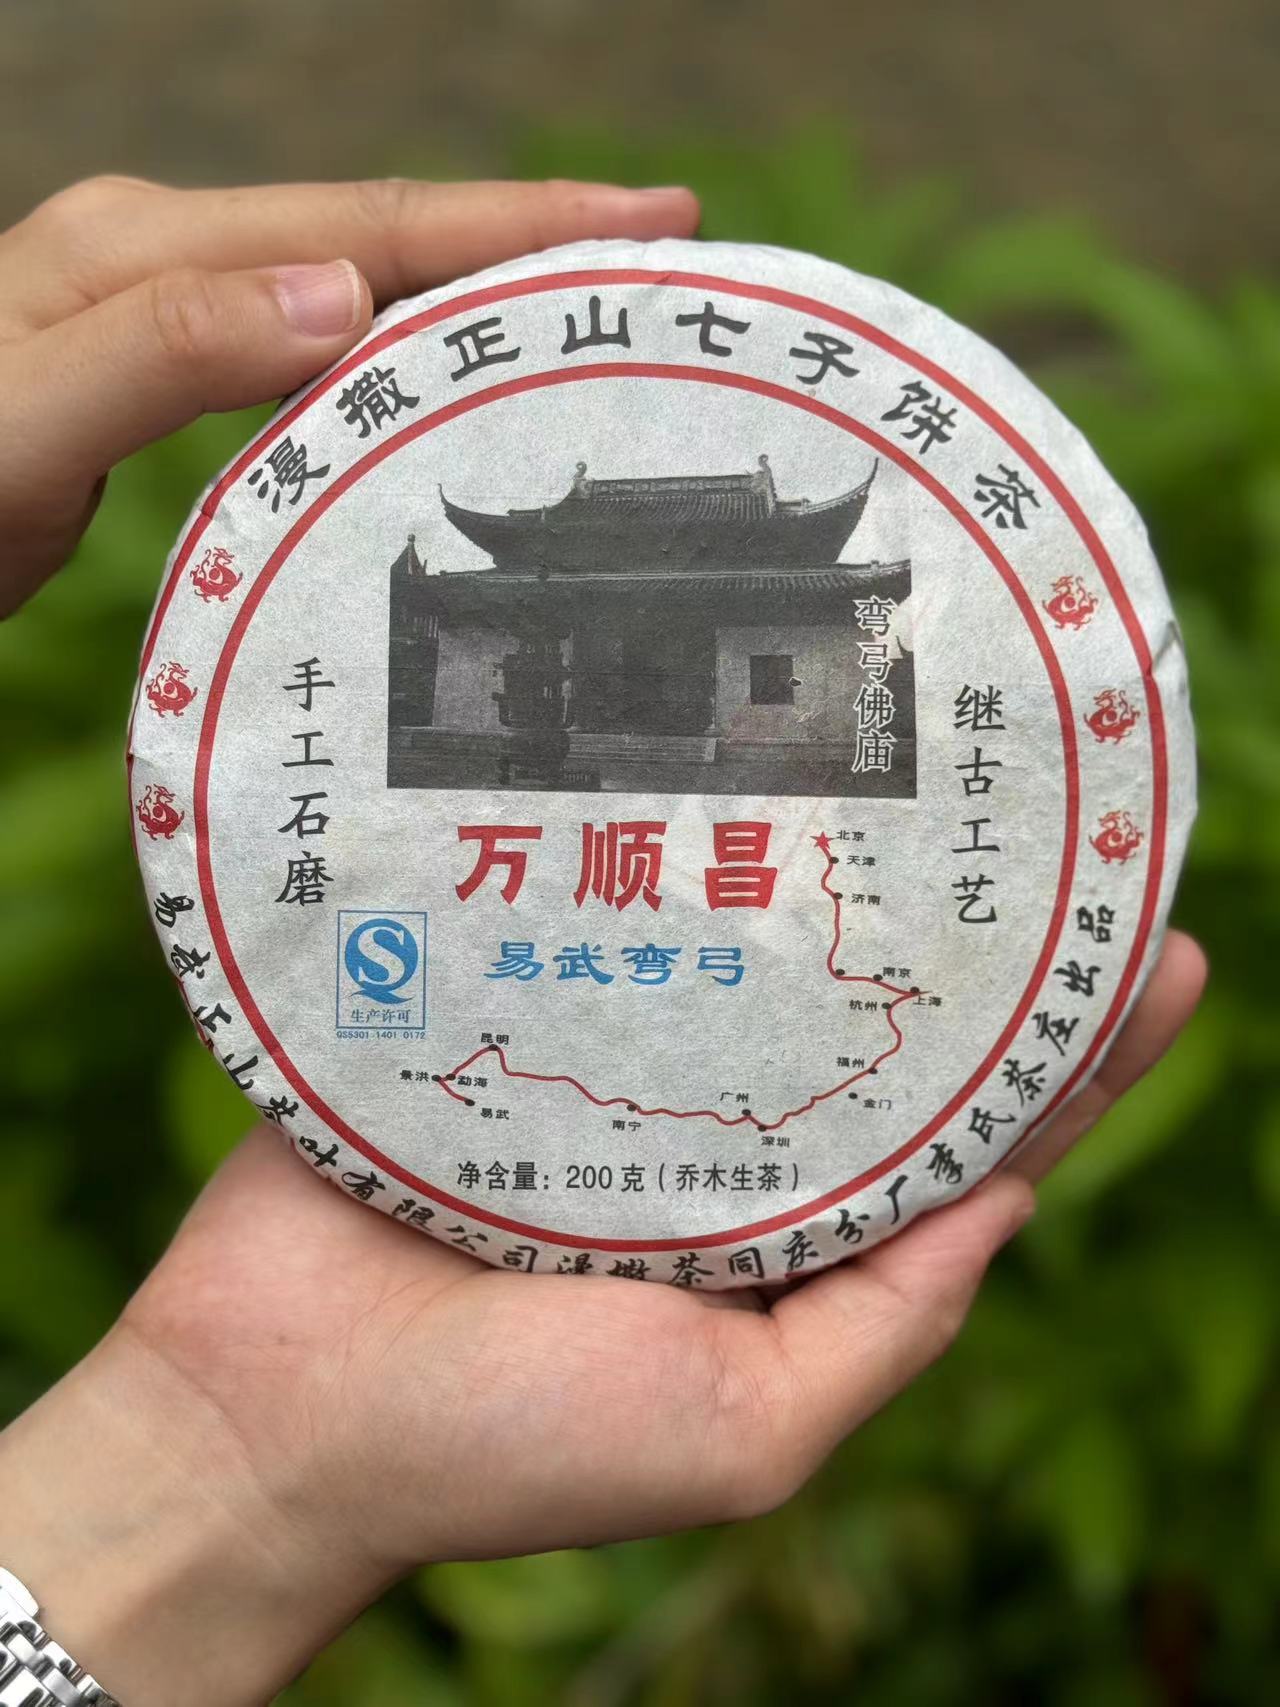 漫撒正山七子饼茶
弯弓佛庙
手工石磨
继古工艺
万顺昌
易武弯弓
北京
天津
济南
南京
上海
杭州
福州
金门
广州
深圳
南宁
昆明
景洪
勐海
易武
生产许可
QS5301 1401 0172
净含量：200克（乔木生茶）
易武正山茶叶有限公司漫撒茶同庆分厂李氏茶庄出品